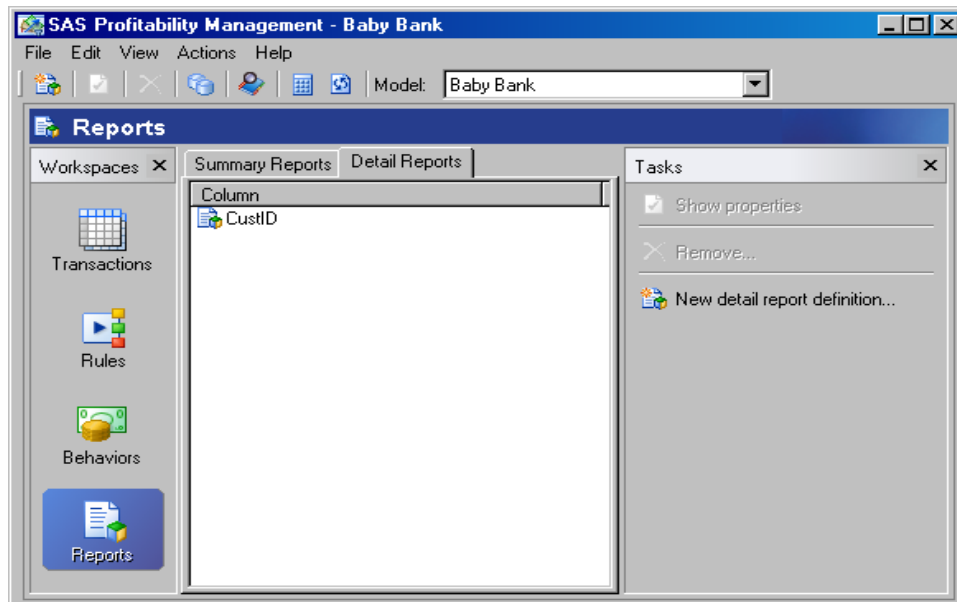 SAS Profitability Management - Baby Bank
File Edit View Actions Help
Model: Baby Bank
Reports
Workspaces
Transactions
Rules
Behaviors
Reports
Summary Reports Detail Reports
Column
CustID
Tasks
Show properties
Remove...
New detail report definition...